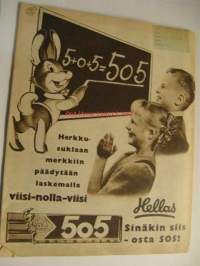 5+0+5=505
Herkku-
suklaan
merkkiin
päädytään
laskemalla
viisi-nolla-viisi
Hellas
505
Sinäkin siis
- osta 505!